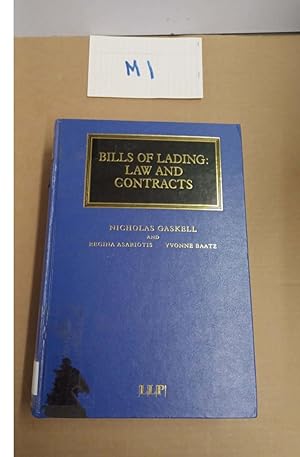 M1
BILLS OF LADING:
LAW AND
CONTRACTS
NICHOLAS GASKELL
AND
REGINA ASARIOTIS YVONNE BAATZ
LLP